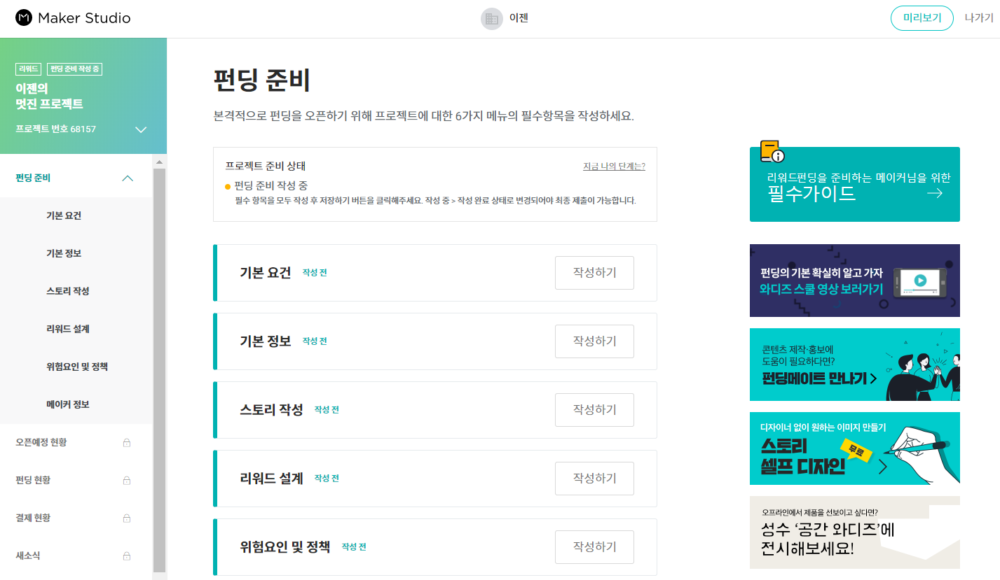 Maker Studio
이젠
미리보기
나가기
리워드
펀딩 준비 작성 중
이젠의
멋진 프로젝트
프로젝트 번호 68157
펀딩 준비
기본 요건
기본 정보
스토리 작성
리워드 설계
위험요인 및 정책
메이커 정보
오픈예정 현황
펀딩 현황
결제 현황
새소식
펀딩 준비
본격적으로 펀딩을 오픈하기 위해 프로젝트에 대한 6가지 메뉴의 필수항목을 작성하세요.
프로젝트 준비 상태
지금 나의 단계는?
펀딩 준비 작성 중
필수 항목을 모두 작성 후 저장하기 버튼을 클릭해주세요. 작성 중 > 작성 완료 상태로 변경되어야 최종 제출이 가능합니다.
기본 요건 작성 전
작성하기
기본 정보 작성 전
작성하기
스토리 작성 작성 전
작성하기
리워드 설계 작성 전
작성하기
위험요인 및 정책 작성 전
작성하기
리워드펀딩을 준비하는 메이커님을 위한
필수가이드
펀딩의 기본 확실히 알고 가자
와디즈 스쿨 영상 보러가기
콘텐츠 제작·홍보에
도움이 필요하다면?
펀딩메이트 만나기
디자이너 없이 원하는 이미지 만들기
스토리
셀프 디자인
무료
오프라인에서 제품을 선보이고 싶다면?
성수 ‘공간 와디즈’에
전시해보세요!